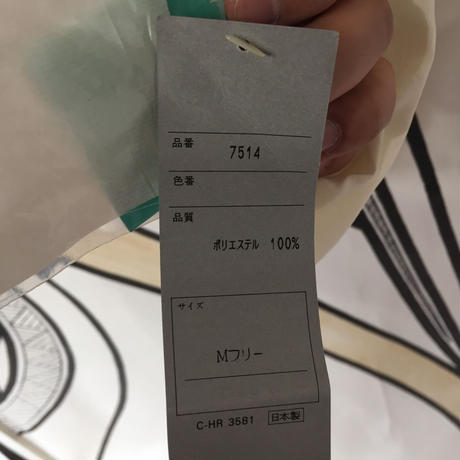 品番 7514
色番
品質
ポリエステル 100%
サイズ
Mフリー
C-HR 3581 日本製